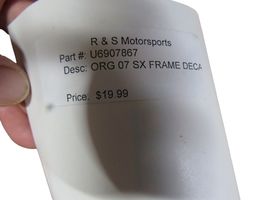 R & S Motorsports
Part #: U6907867
Desc: ORG 07 SX FRAME DECA
Price: $19.99